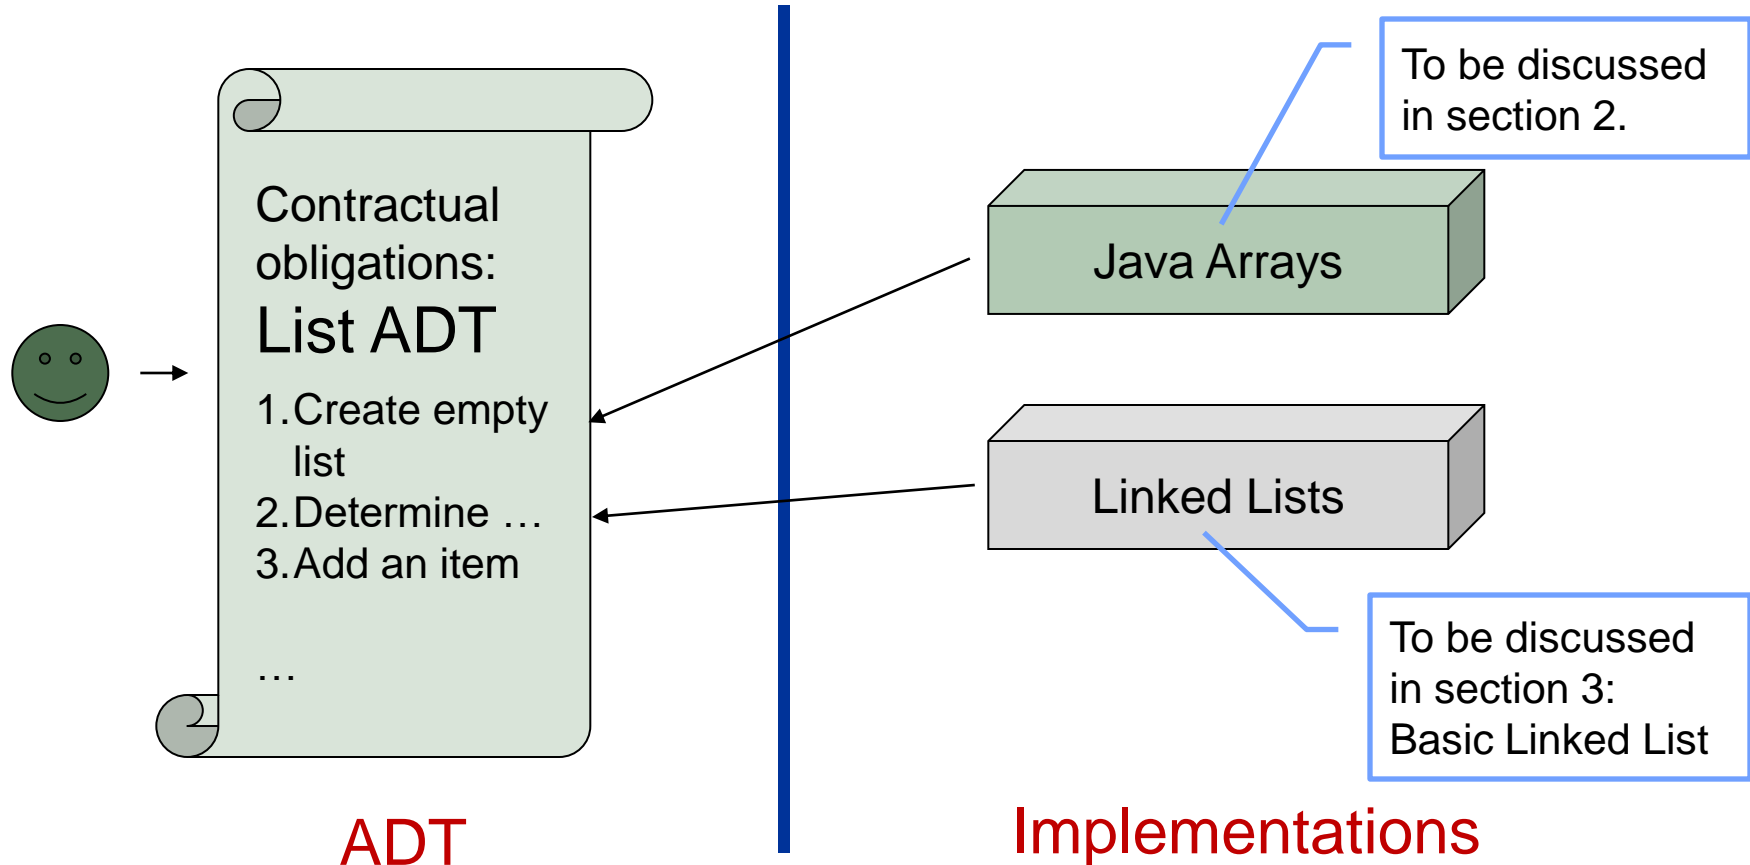 Contractual
obligations:
List ADT
1.Create empty
list
2.Determine …
3.Add an item
…
ADT
To be discussed
in section 2.
Java Arrays
Linked Lists
To be discussed
in section 3:
Basic Linked List
Implementations